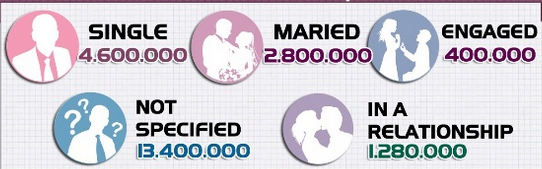 SINGLE
4.600.000
MARIED
2.800.000
ENGAGED
400.000
? ? ?
NOT
SPECIFIED
13.400.000
IN A
RELATIONSHIP
1.280.000